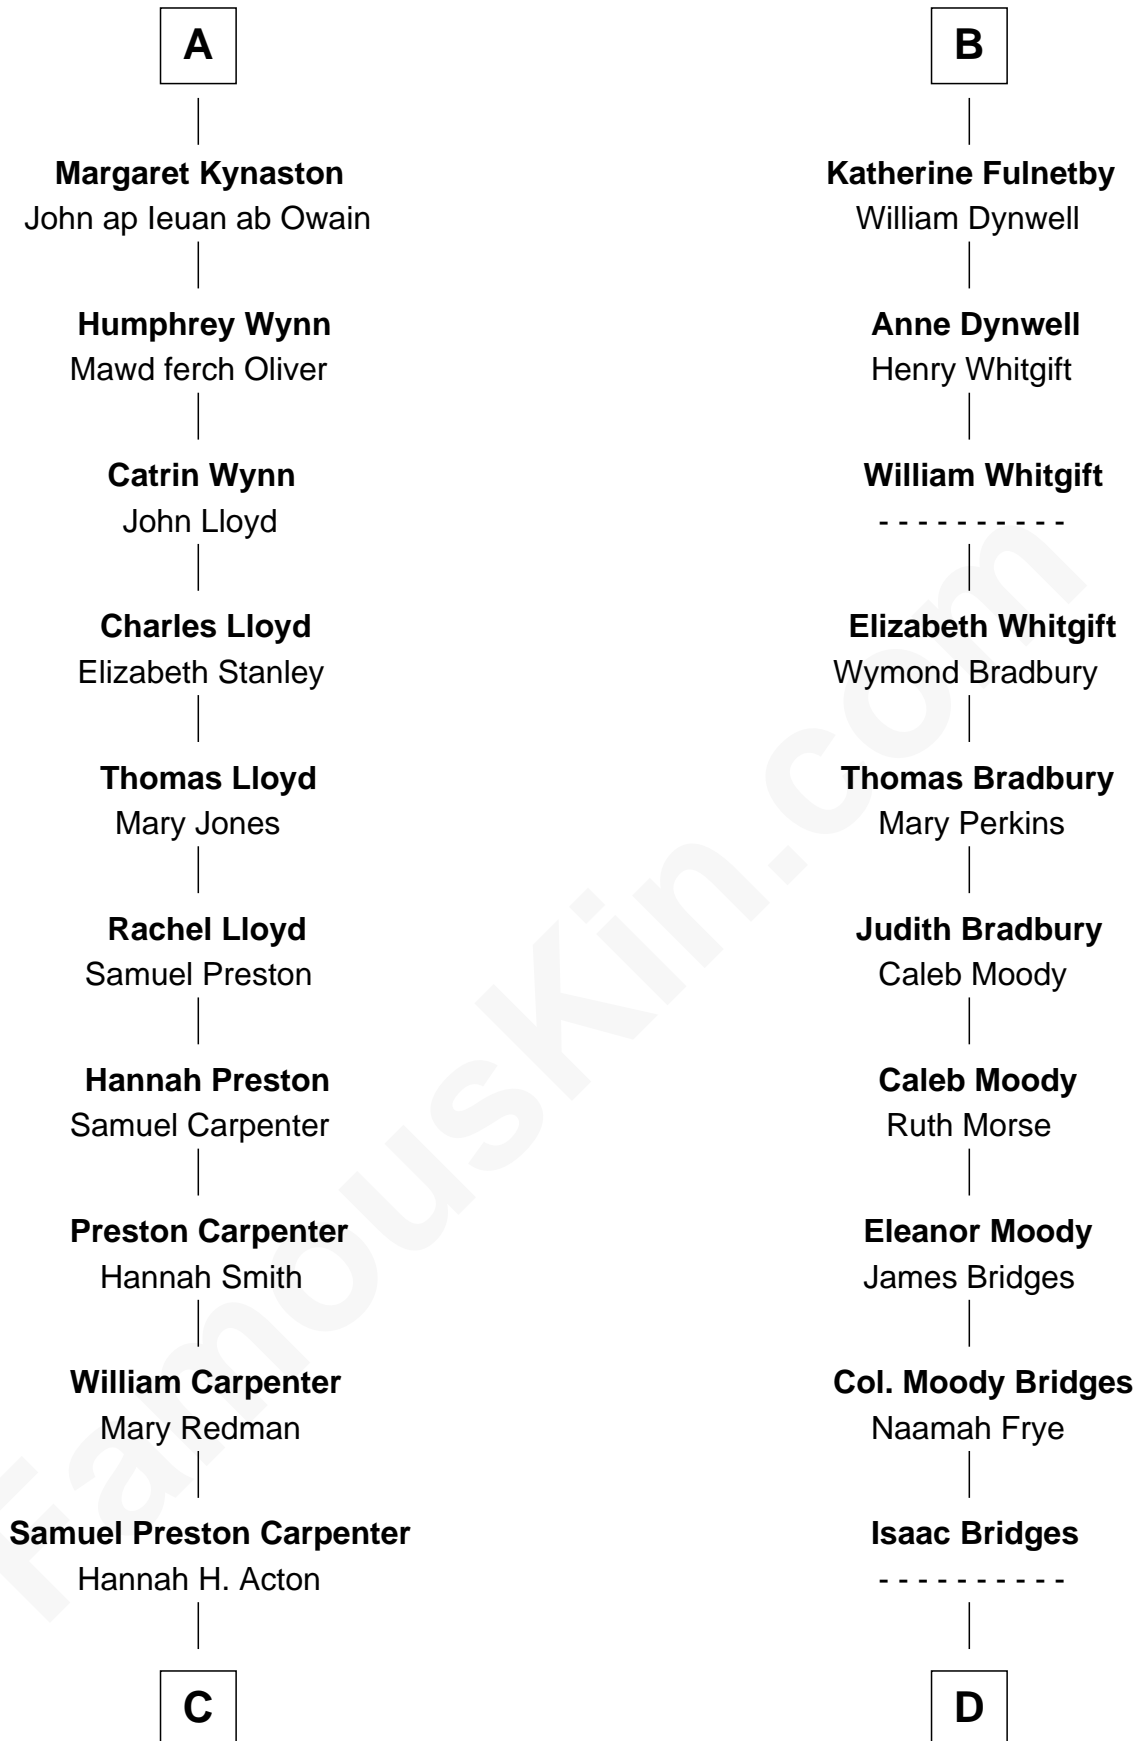 A
Margaret Kynaston
John ap Ieuan ab Owain
Humphrey Wynn
Mawd ferch Oliver
Catrin Wynn
John Lloyd
Charles Lloyd
Elizabeth Stanley
Thomas Lloyd
Mary Jones
Rachel Lloyd
Samuel Preston
Hannah Preston
Samuel Carpenter
Preston Carpenter
Hannah Smith
William Carpenter
Mary Redman
Samuel Preston Carpenter
Hannah H. Acton
C
B
Katherine Fulnetby
William Dynwell
Anne Dynwell
Henry Whitgift
William Whitgift
- - - - - - - - - -
Elizabeth Whitgift
Wymond Bradbury
Thomas Bradbury
Mary Perkins
Judith Bradbury
Caleb Moody
Caleb Moody
Ruth Morse
Eleanor Moody
James Bridges
Col. Moody Bridges
Naamah Frye
Isaac Bridges
- - - - - - - - - -
D
FamousKin.com